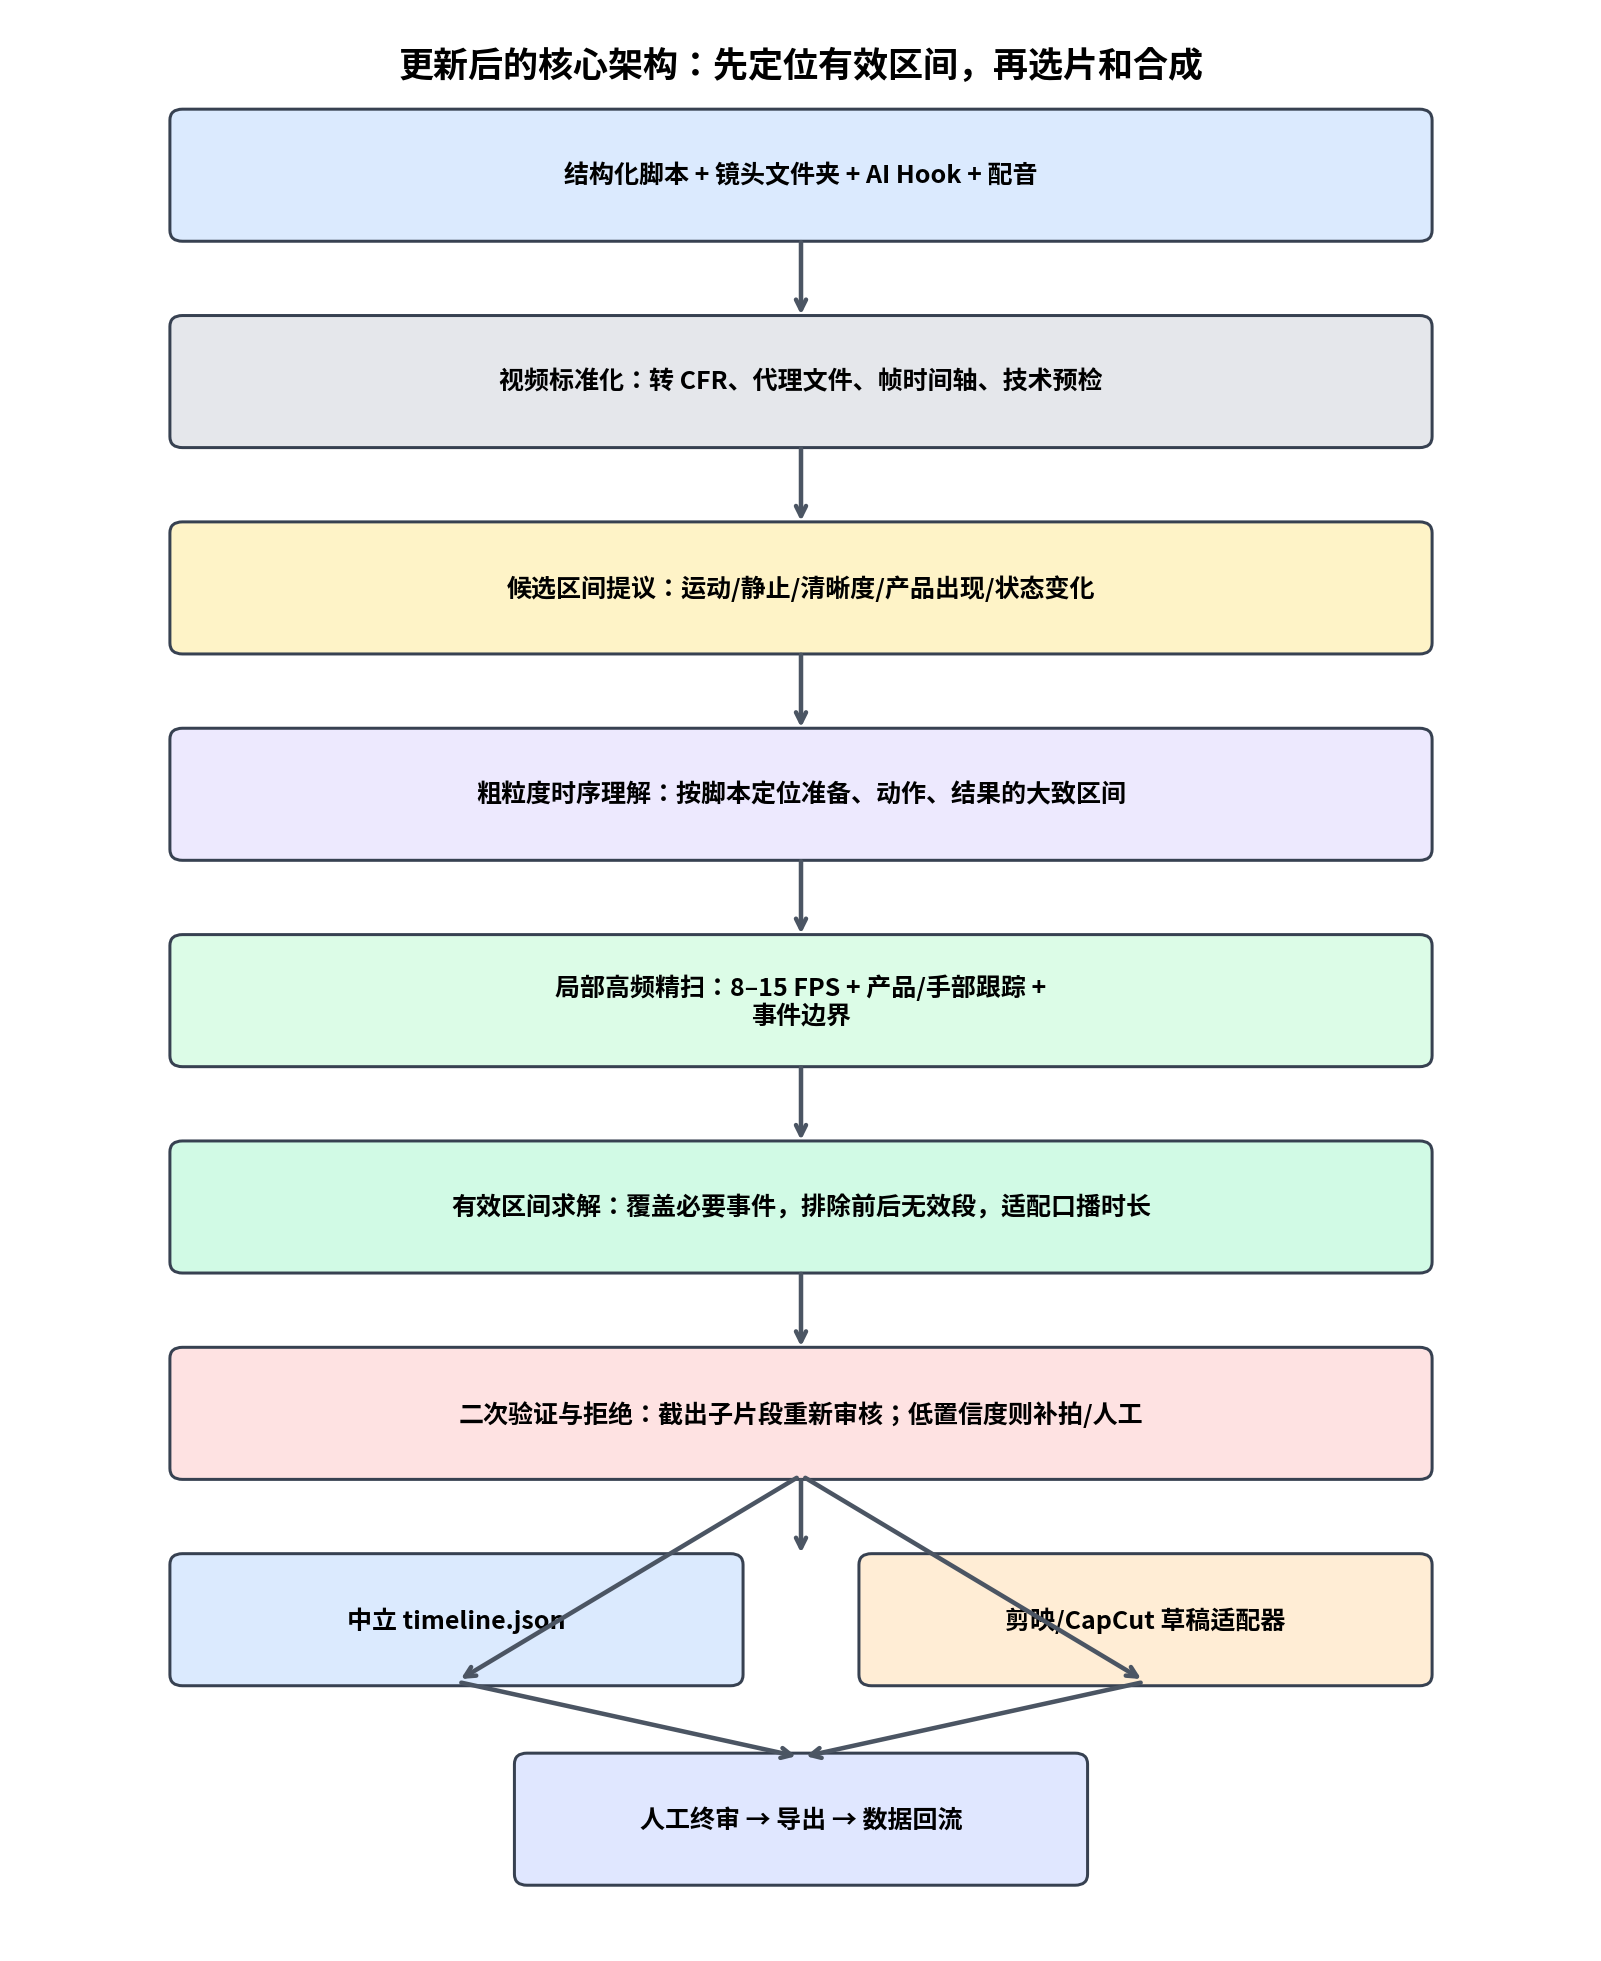 更新后的核心架构：先定位有效区间，再选片和合成
结构化脚本 + 镜头文件夹 + AI Hook + 配音
视频标准化：转 CFR、代理文件、帧时间轴、技术预检
候选区间提议：运动/静止/清晰度/产品出现/状态变化
粗粒度时序理解：按脚本定位准备、动作、结果的大致区间
局部高频精扫：8–15 FPS + 产品/手部跟踪 +
事件边界
有效区间求解：覆盖必要事件，排除前后无效段，适配口播时长
二次验证与拒绝：截出子片段重新审核；低置信度则补拍/人工
中立 timeline.json
剪映/CapCut 草稿适配器
人工终审 → 导出 → 数据回流